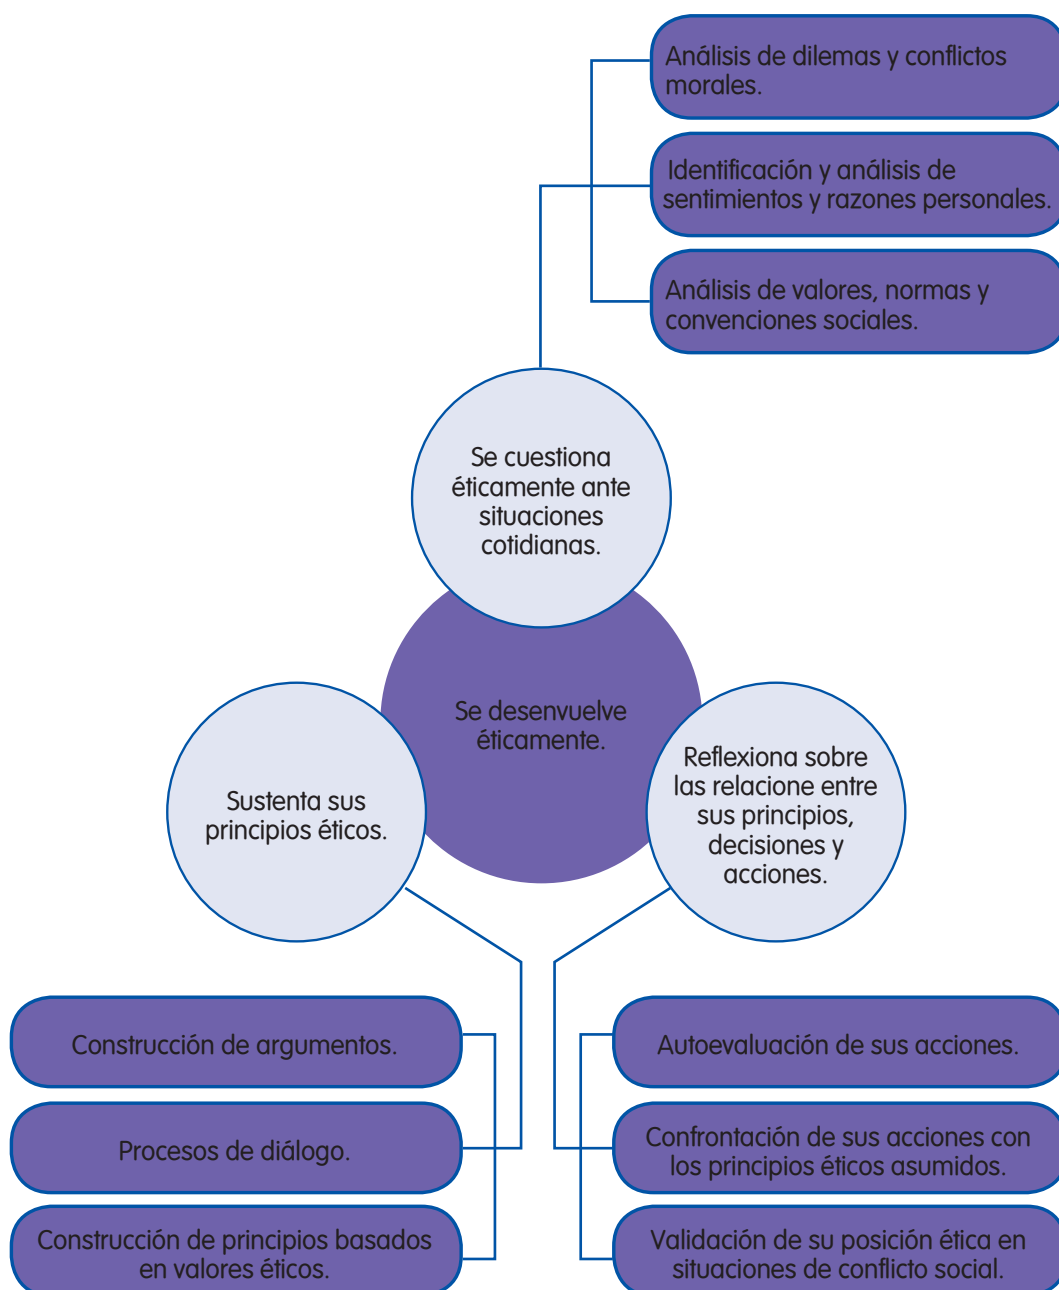 Análisis de dilemas y conflictos
morales.
Identificación y análisis de
sentimientos y razones personales.
Análisis de valores, normas y
convenciones sociales.
Se cuestiona
éticamente ante
situaciones
cotidianas.
Se desenvuelve
éticamente.
Sustenta sus
principios éticos.
Reflexiona sobre
las relacione entre
sus principios,
decisiones y
acciones.
Construcción de argumentos.
Procesos de diálogo.
Construcción de principios basados
en valores éticos.
Autoevaluación de sus acciones.
Confrontación de sus acciones con
los principios éticos asumidos.
Validación de su posición ética en
situaciones de conflicto social.